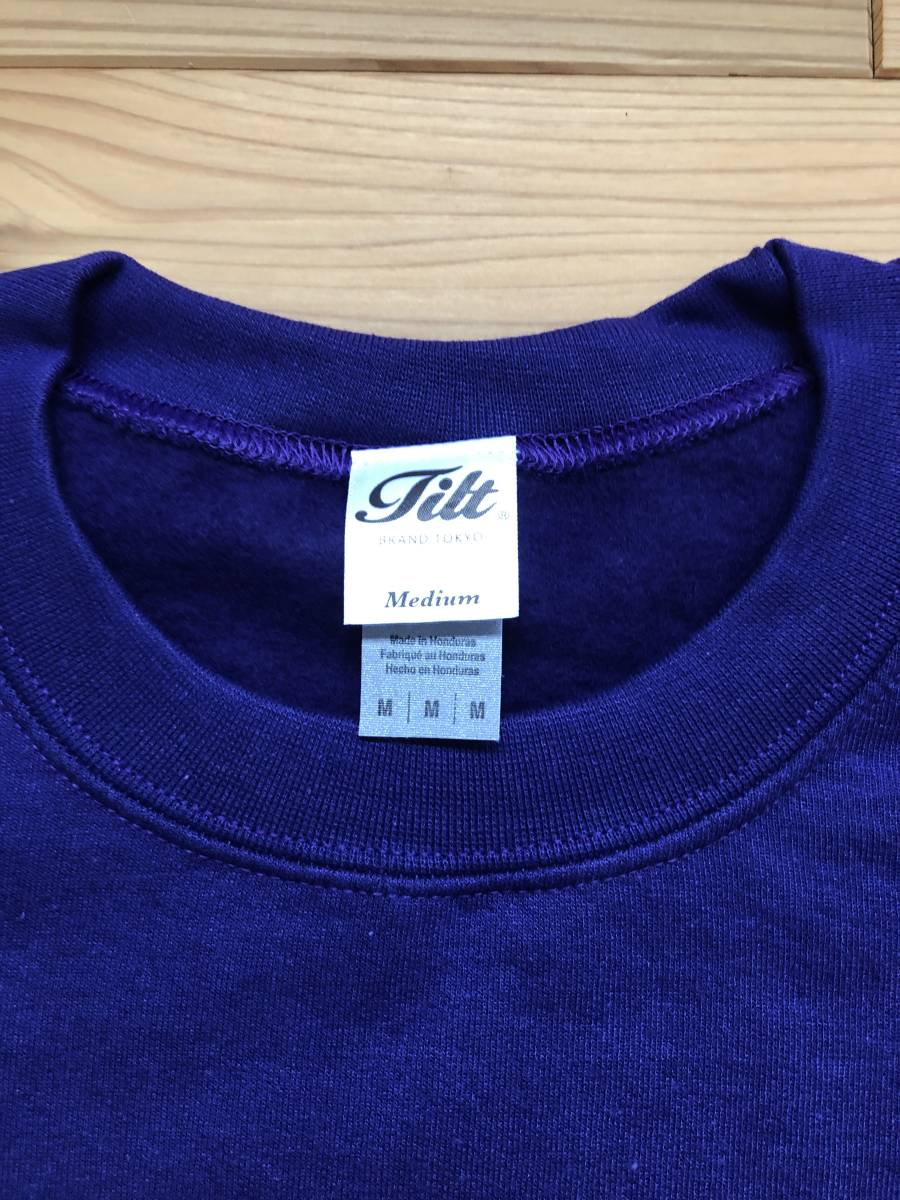 Tilt®
BRAND TOKYO
Medium
Made in Honduras
Fabriqué au Honduras
Hecho en Honduras
M | M | M